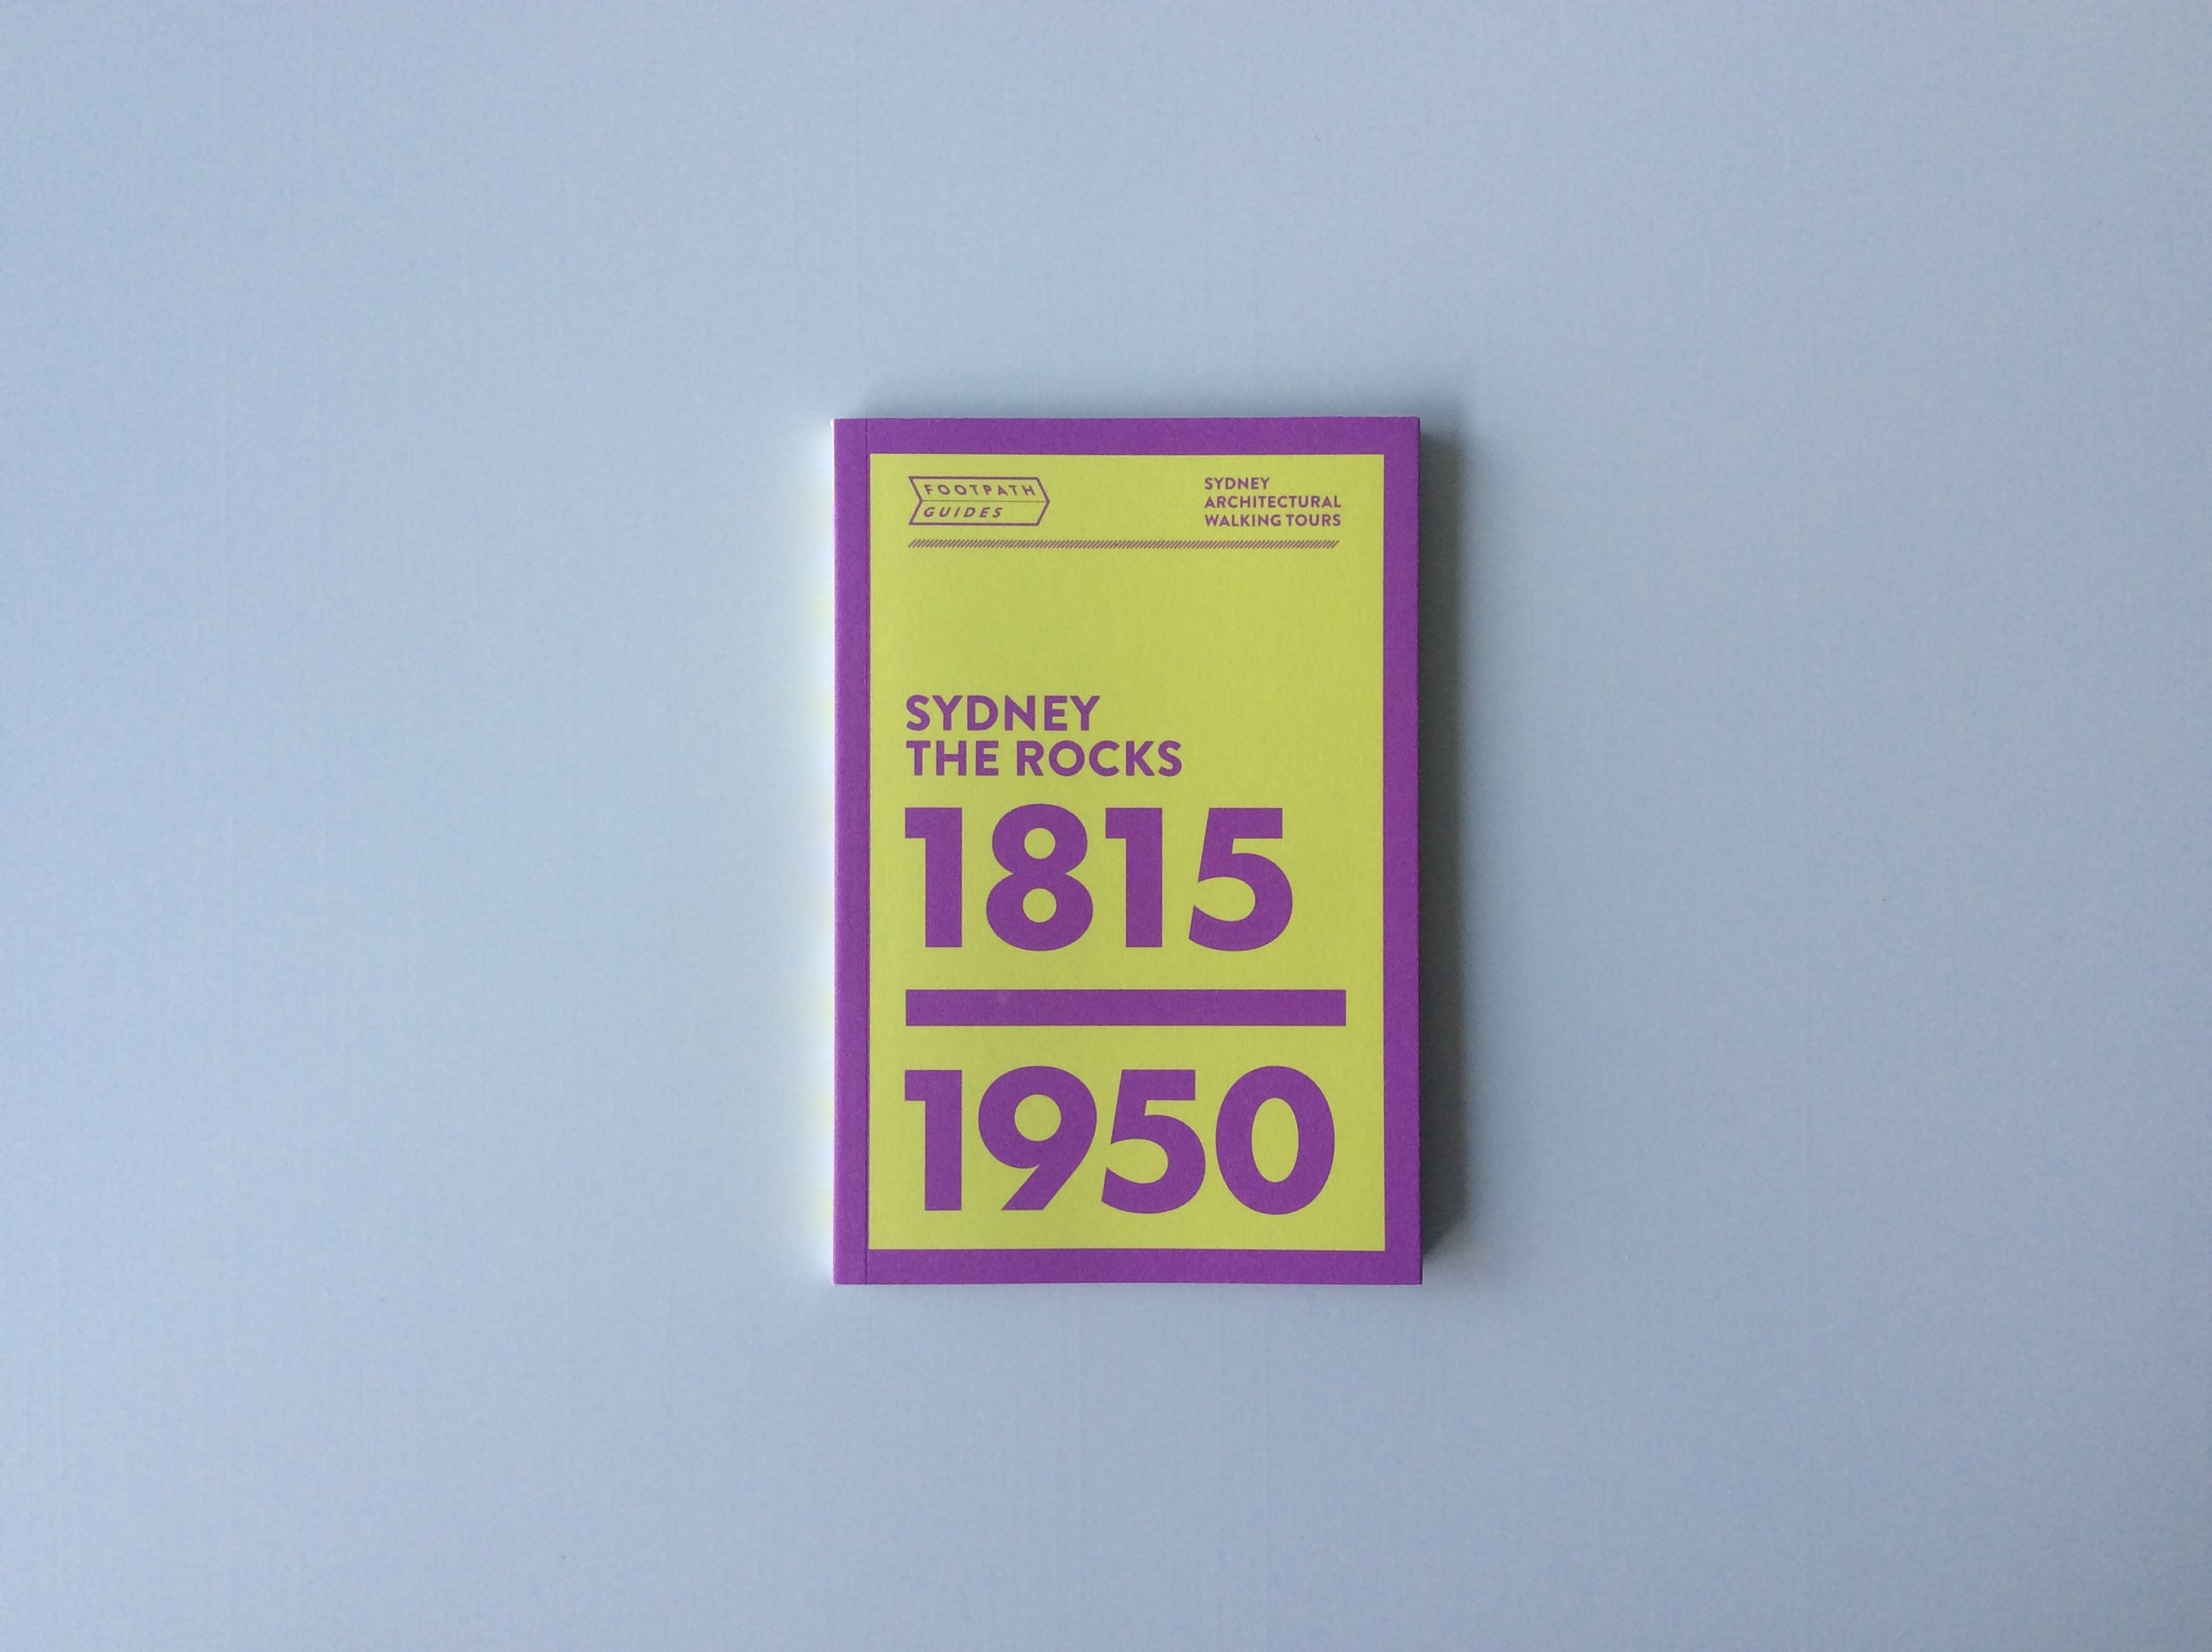 FOOTPATH
GUIDES
SYDNEY
ARCHITECTURAL
WALKING TOURS
SYDNEY
THE ROCKS
1815
1950